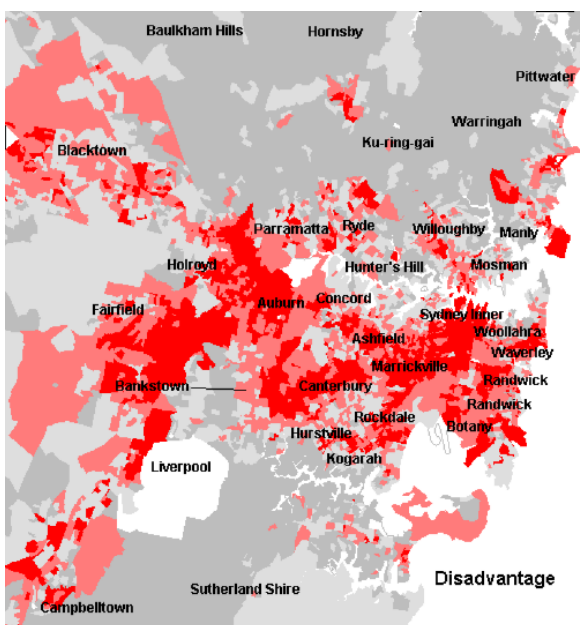 Baulkham Hills
Hornsby
Pittwater
Warringah
Ku-ring-gai
Blacktown
Parramatta
Ryde
Willoughby
Manly
Holroyd
Hunter's Hill
Mosman
Auburn
Concord
Fairfield
Sydney Inner
Woollahra
Ashfield
Waverley
Marrickville
Bankstown
Canterbury
Randwick
Randwick
Rockdale
Botany
Hurstville
Kogarah
Liverpool
Disadvantage
Sutherland Shire
Campbelltown